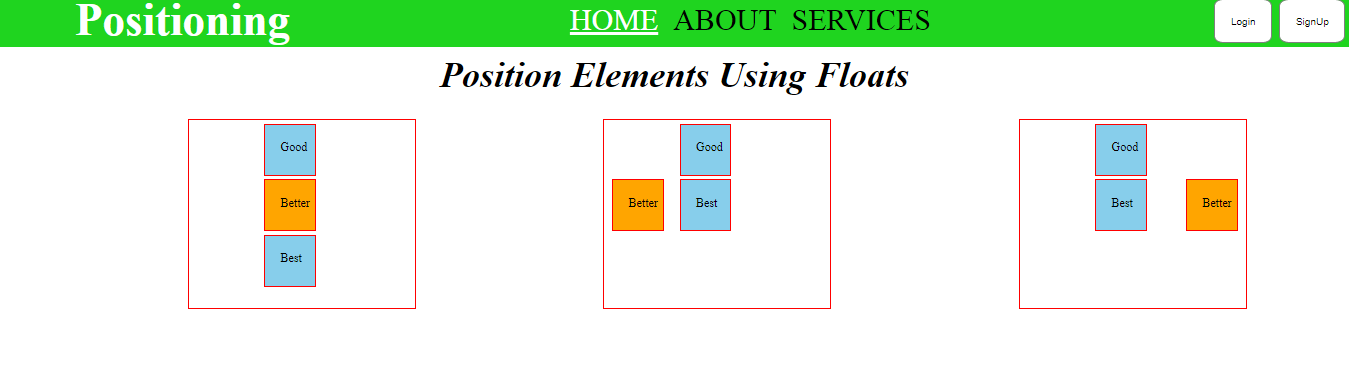 Positioning HOME ABOUT SERVICES Login SignUp
Position Elements Using Floats
Good
Better
Best
Good
Better Best
Good
Best Better